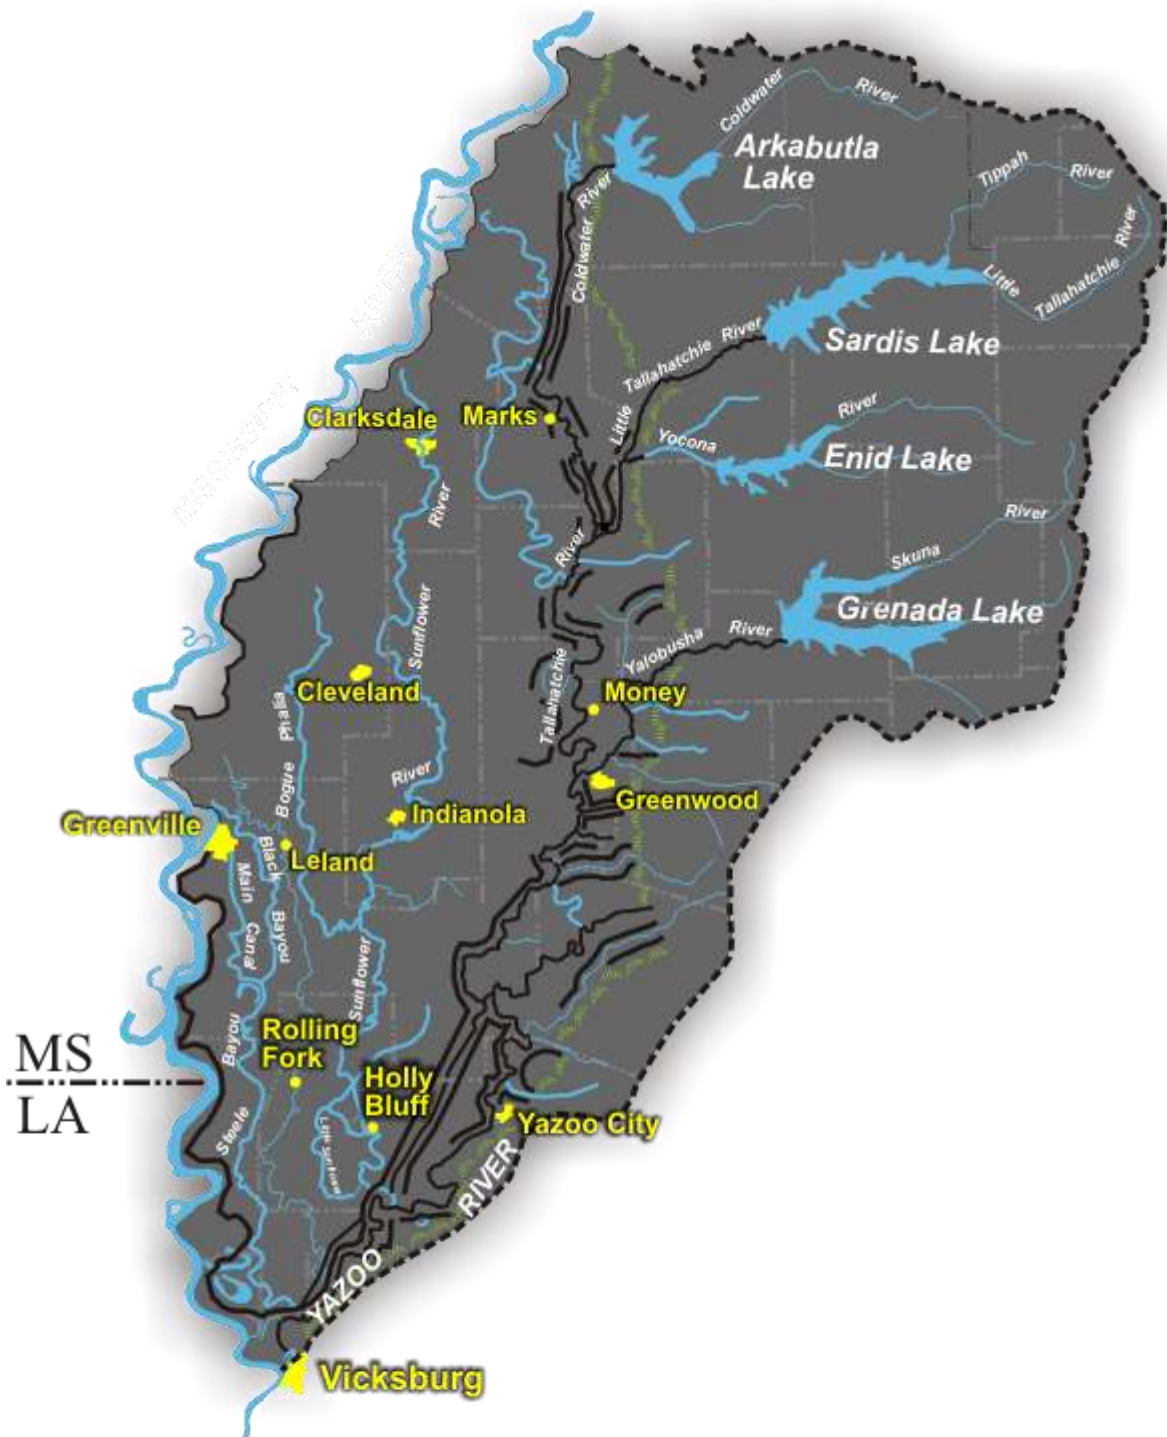 Coldwater
River
Arkabutla
Lake
Tippah
River
River
Coldwater
River
Little
Tallahatchie
River
Sardis Lake
Little
Tallahatchie
River
Clarksdale
Marks
Yocona
River
Enid Lake
River
River
Skuna
River
Grenada Lake
Sunflower
Yalobusha
River
Tallahatchie
Cleveland
Money
Bogue
River
Greenwood
Indianola
Greenville
Leland
Black
Bayou
Main
Canal
Sunflower
Rolling
Fork
Bayou
MS
LA
Holly
Bluff
Steele
Yazoo City
YAZOO
RIVER
Vicksburg